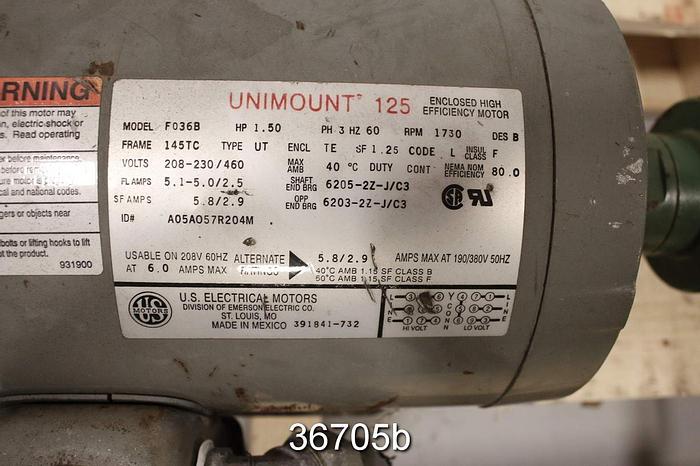 RNING
of this motor may
n, electric shock or
s. Read operating
er before maintenance
al and national codes.
gers or objects near
bolts or lifting hooks to lift
at the product.
931900
UNIMOUNT® 125 ENCLOSED HIGH
EFFICIENCY MOTOR
MODEL F036B HP 1.50 PH 3 HZ 60 RPM 1730 DES B
FRAME 145TC TYPE UT ENCL TE SF 1.25 CODE L INSUL CLASS F
VOLTS 208-230/460 MAX AMB 40 °C DUTY CONT NEMA NOM EFFICIENCY 80.0
FL AMPS 5.1-5.0/2.5 SHAFT END BRG 6205-2Z-J/C3
SF AMPS 5.8/2.9 OPP END BRG 6203-2Z-J/C3
ID# A05A057R204M
USABLE ON 208V 60HZ ALTERNATE 5.8/2.9 AMPS MAX AT 190/380V 50HZ
AT 6.0 AMPS MAX RATINGS 40°C AMB 1.15 SF CLASS B
50°C AMB 1.15 SF CLASS F
US
U.S. ELECTRICAL MOTORS
DIVISION OF EMERSON ELECTRIC CO.
ST. LOUIS, MO
MADE IN MEXICO 391841-732
LINE Y CONN LINE
HI VOLT LO VOLT
36705b